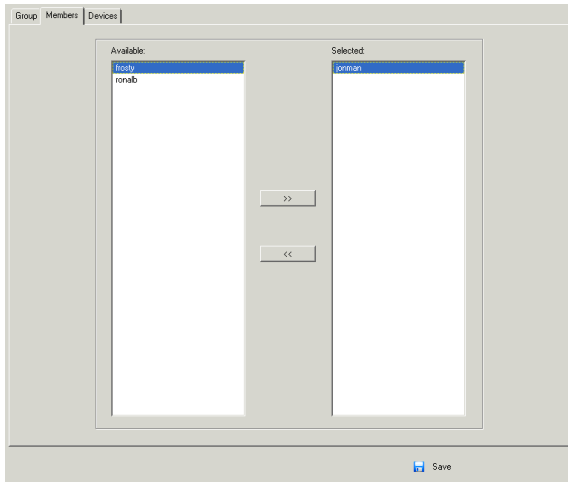 Group Members Devices
Available: Selected:
frosty jonman
ronalb
>>
<<
Save